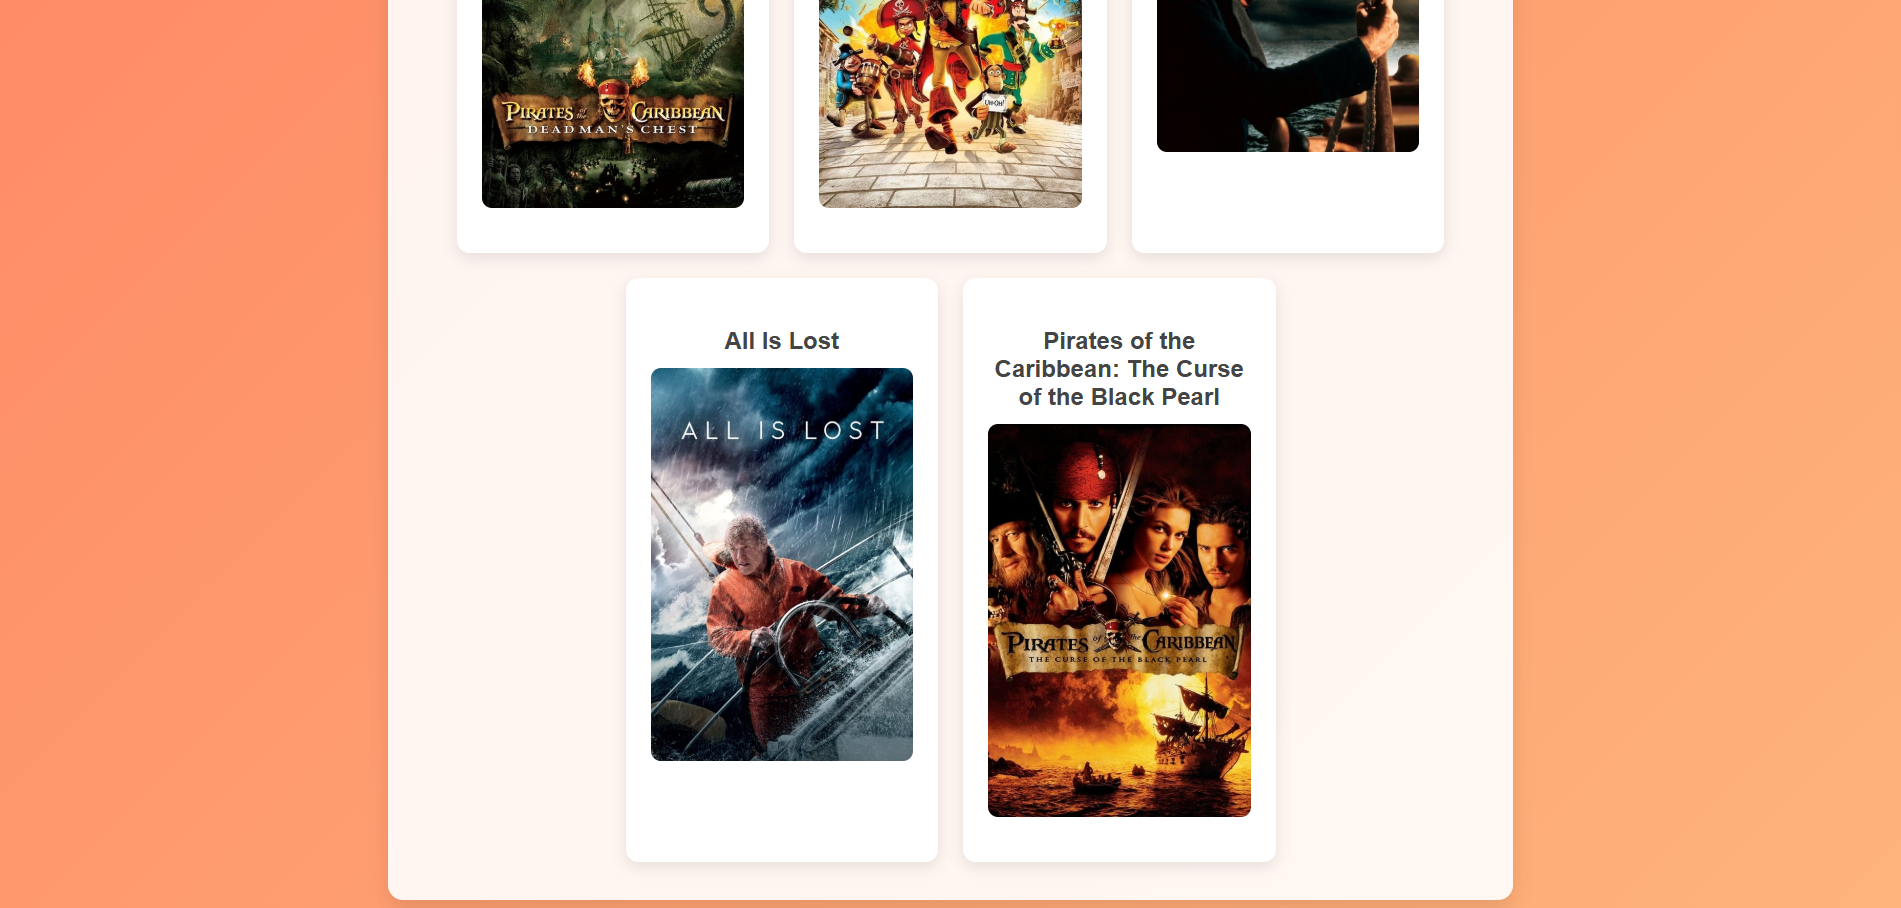 PIRATES of the CARIBBEAN
DEAD MAN'S CHEST
UH-OH!
All Is Lost
ALL IS LOST
Pirates of the
Caribbean: The Curse
of the Black Pearl
PIRATES of the CARIBBEAN
THE CURSE OF THE BLACK PEARL